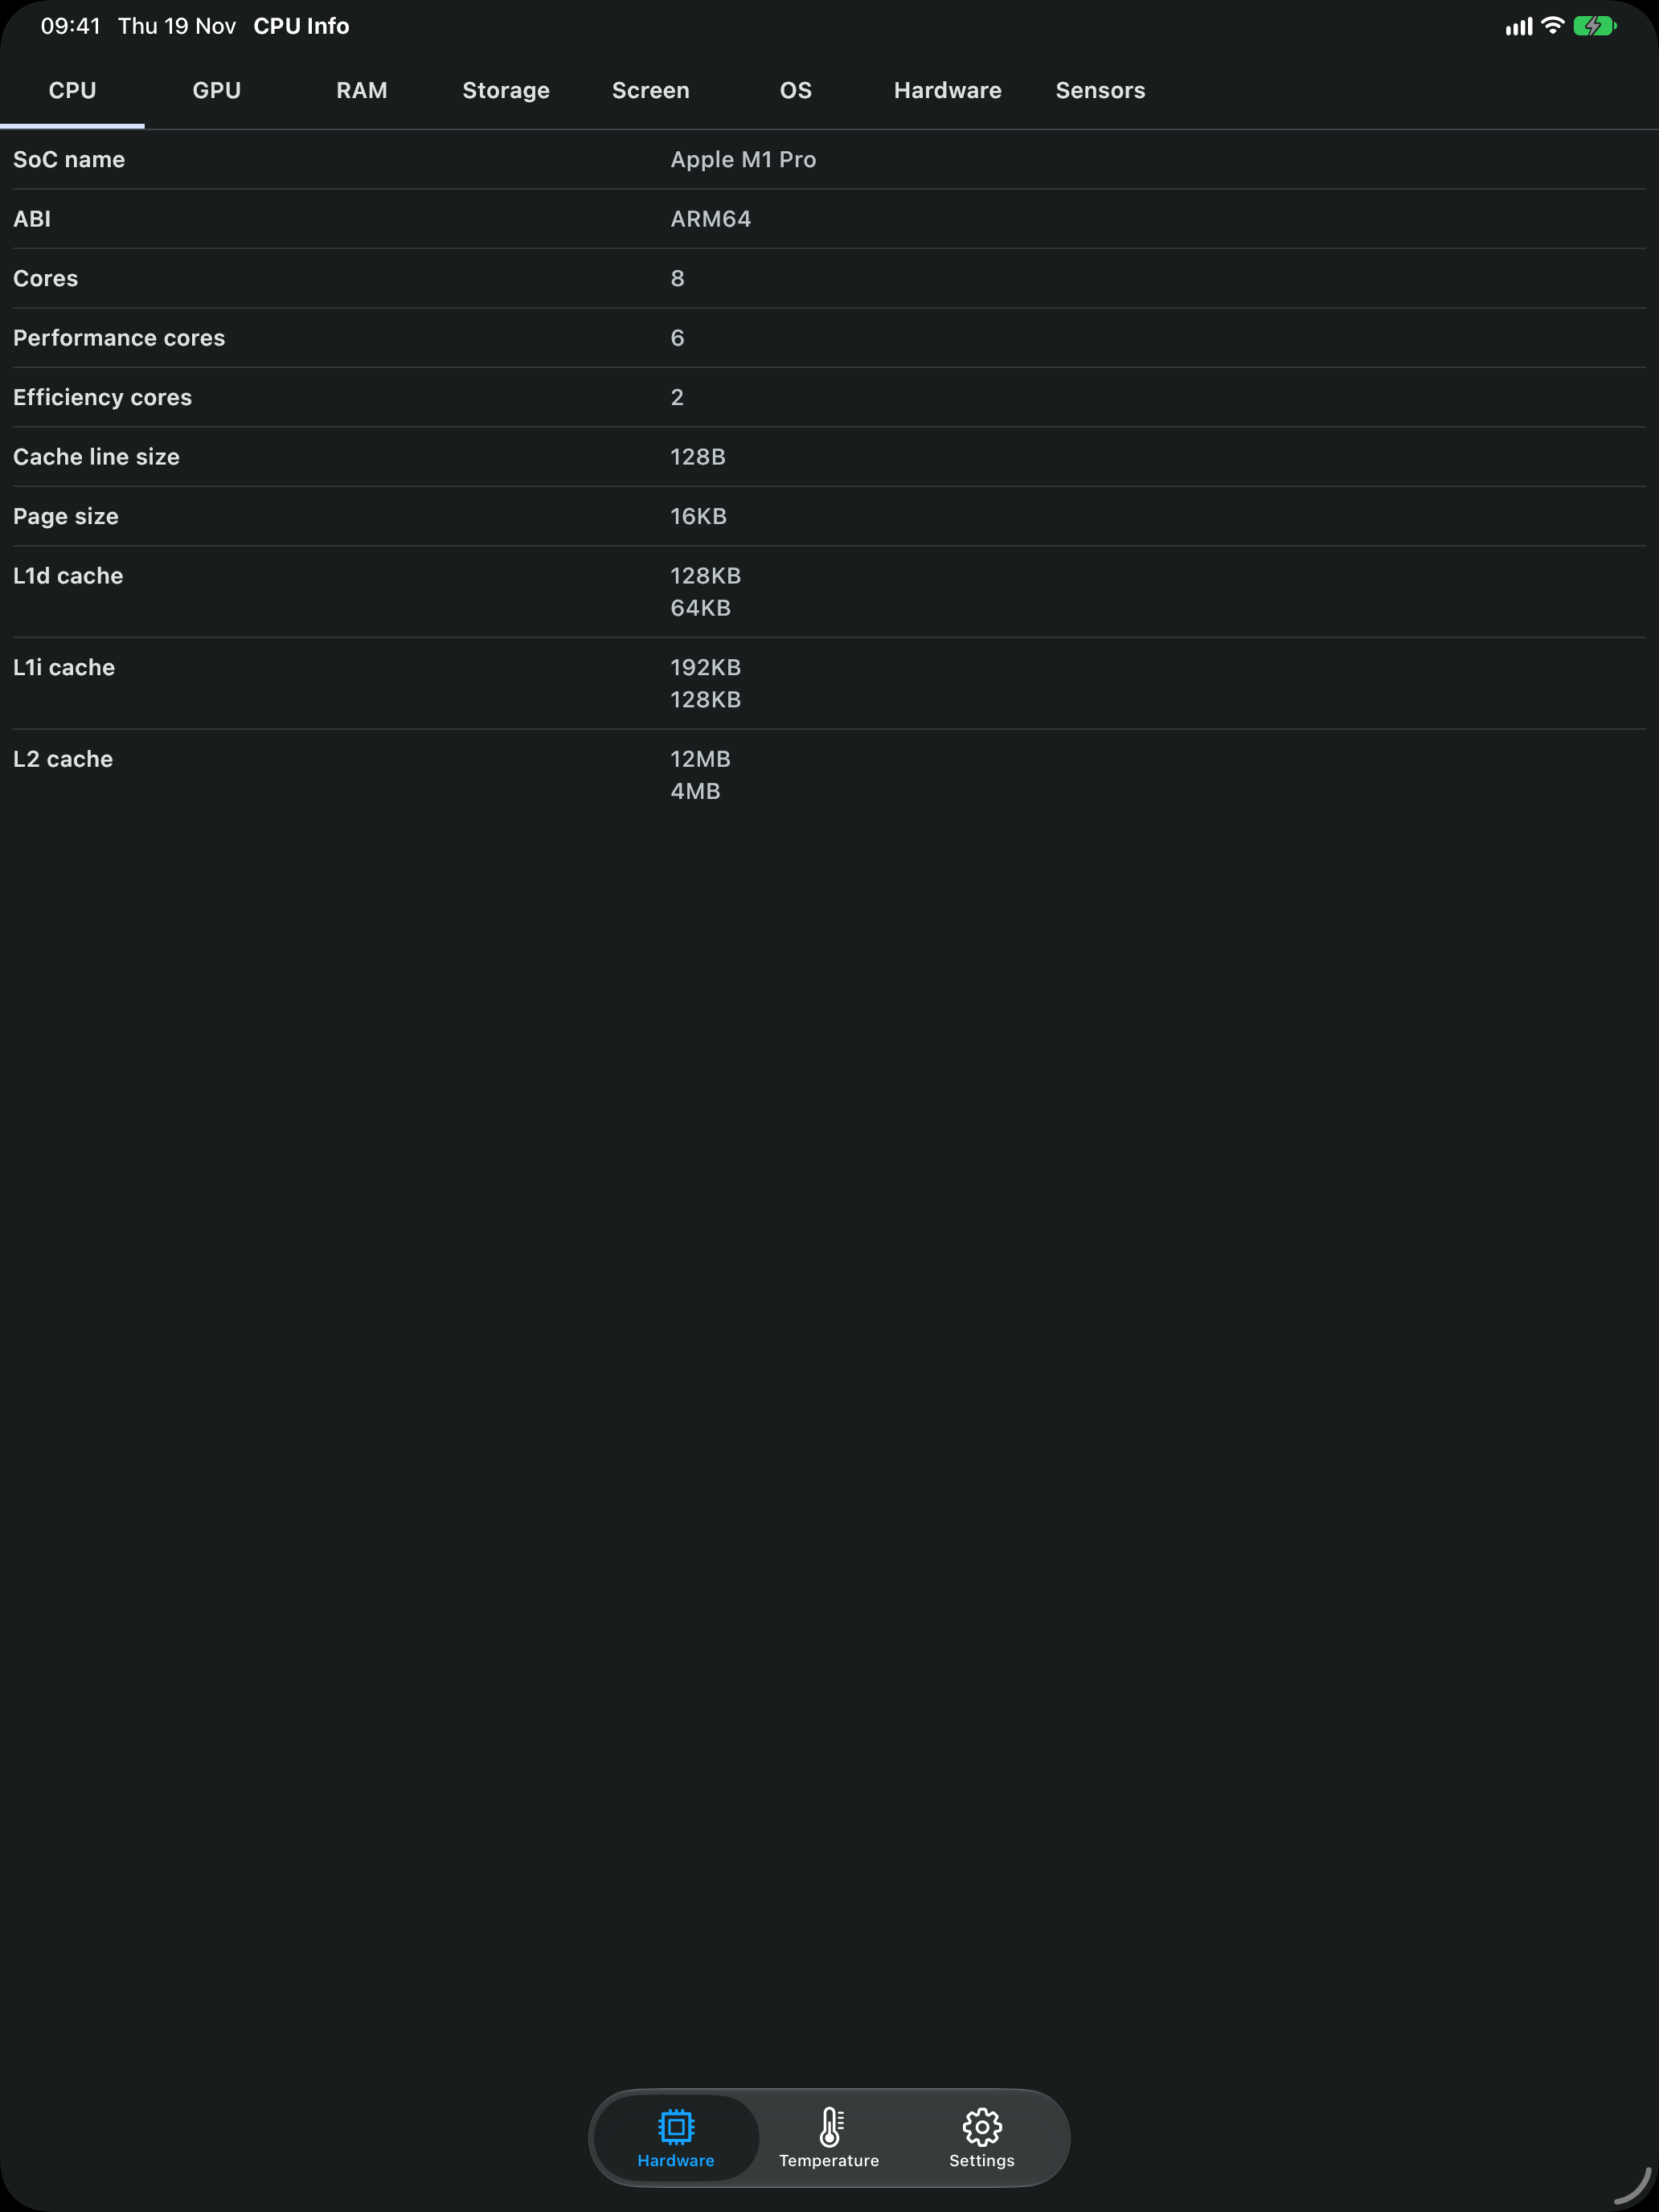 09:41 Thu 19 Nov CPU Info
CPU GPU RAM Storage Screen OS Hardware Sensors
SoC name Apple M1 Pro
ABI ARM64
Cores 8
Performance cores 6
Efficiency cores 2
Cache line size 128B
Page size 16KB
L1d cache 128KB
64KB
L1i cache 192KB
128KB
L2 cache 12MB
4MB
Hardware Temperature Settings